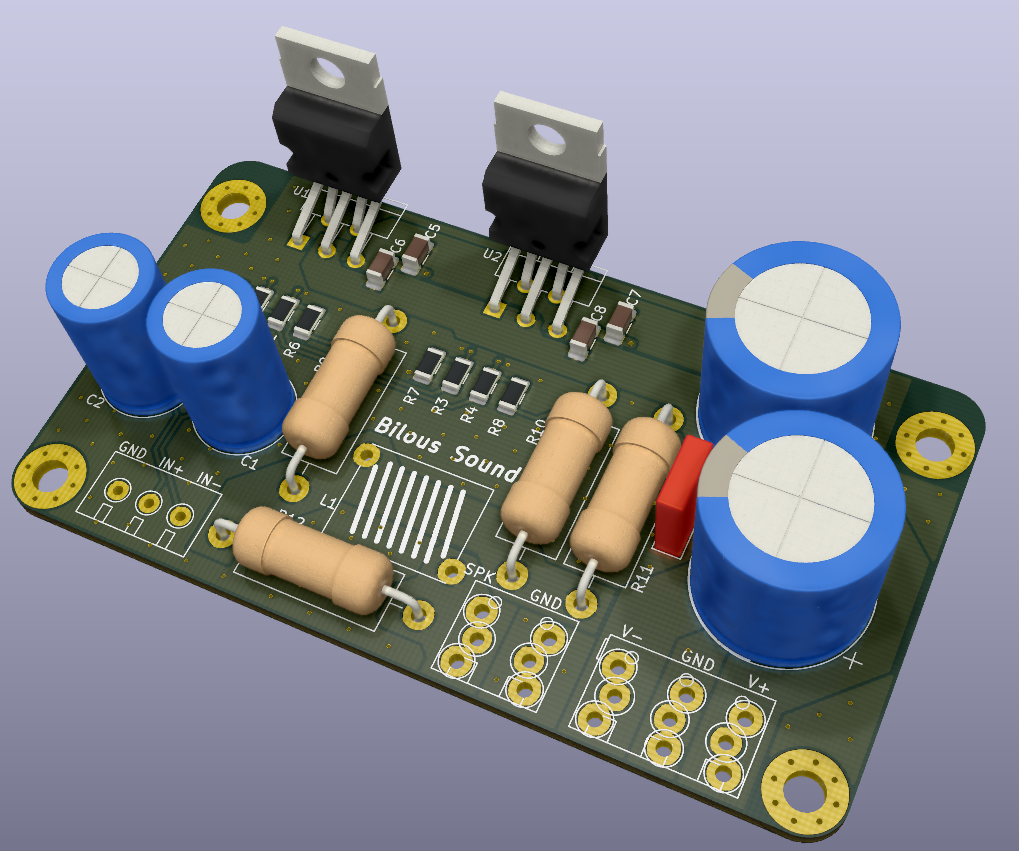 U1
C6
C5
U2
C8
C7
R6
R7
R3
R4
R8
R10
C2
C1
Bilous Sound
GND
IN+
IN-
L1
SPK
GND
R11
V-
GND
V+
+